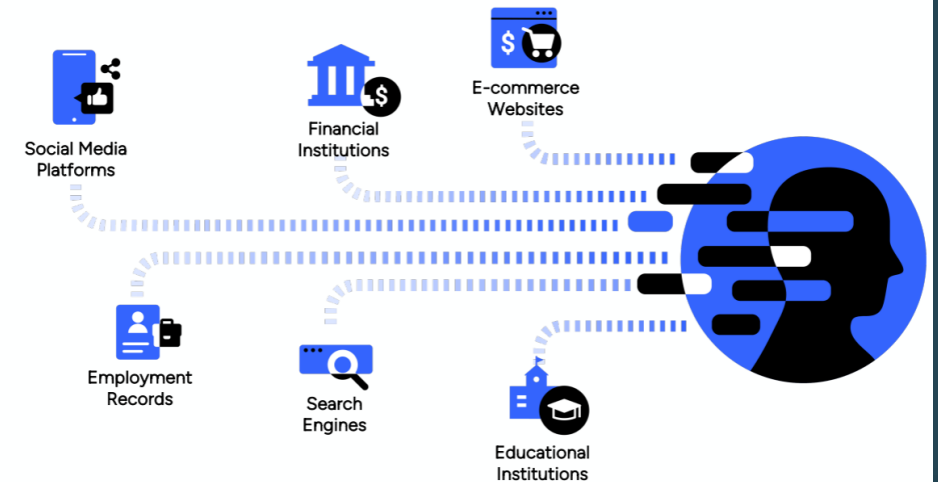 E-commerce
Websites
Financial
Institutions
Social Media
Platforms
Employment
Records
Search
Engines
Educational
Institutions
$
$